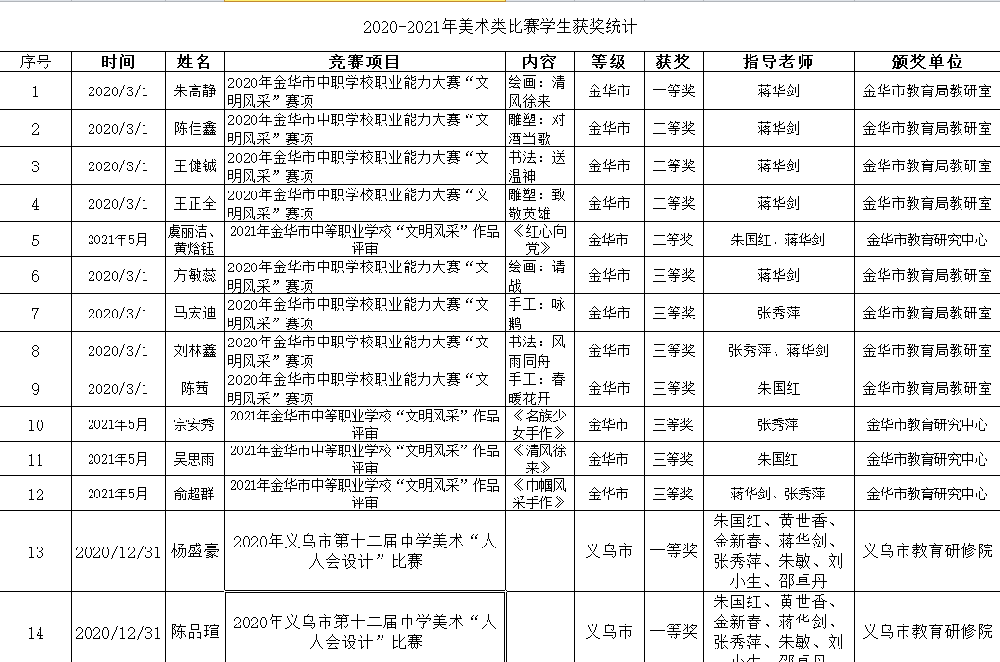 2020-2021年美术类比赛学生获奖统计
序号 时间 姓名 竞赛项目 内容 等级 获奖 指导老师 颁奖单位
1 2020/3/1 朱高静 2020年金华市中职学校职业能力大赛“文明风采”赛项 绘画：清风徐来 金华市 一等奖 蒋华剑 金华市教育局教研室
2 2020/3/1 陈佳鑫 2020年金华市中职学校职业能力大赛“文明风采”赛项 雕塑：对酒当歌 金华市 二等奖 蒋华剑 金华市教育局教研室
3 2020/3/1 王健铖 2020年金华市中职学校职业能力大赛“文明风采”赛项 书法：送温神 金华市 二等奖 蒋华剑 金华市教育局教研室
4 2020/3/1 王正全 2020年金华市中职学校职业能力大赛“文明风采”赛项 雕塑：致敬英雄 金华市 二等奖 蒋华剑 金华市教育局教研室
5 2021年5月 虞丽洁、黄焓钰 2021年金华市中等职业学校“文明风采”作品评审 《红心向党》 金华市 二等奖 朱国红、蒋华剑 金华市教育研究中心
6 2020/3/1 方敏蕊 2020年金华市中职学校职业能力大赛“文明风采”赛项 绘画：请战 金华市 三等奖 蒋华剑 金华市教育局教研室
7 2020/3/1 马宏迪 2020年金华市中职学校职业能力大赛“文明风采”赛项 手工：咏鹅 金华市 三等奖 张秀萍 金华市教育局教研室
8 2020/3/1 刘林鑫 2020年金华市中职学校职业能力大赛“文明风采”赛项 书法：风雨同舟 金华市 三等奖 张秀萍、蒋华剑 金华市教育局教研室
9 2020/3/1 陈茜 2020年金华市中职学校职业能力大赛“文明风采”赛项 手工：春暖花开 金华市 三等奖 朱国红 金华市教育局教研室
10 2021年5月 宗安秀 2021年金华市中等职业学校“文明风采”作品评审 《名族少女手作》 金华市 三等奖 张秀萍 金华市教育研究中心
11 2021年5月 吴思雨 2021年金华市中等职业学校“文明风采”作品评审 《清风徐来》 金华市 三等奖 朱国红 金华市教育研究中心
12 2021年5月 俞超群 2021年金华市中等职业学校“文明风采”作品评审 《巾帼风采手作》 金华市 三等奖 蒋华剑、张秀萍 金华市教育研究中心
13 2020/12/31 杨盛豪 2020年义乌市第十二届中学美术“人人会设计”比赛 义乌市 一等奖 朱国红、黄世香、金新春、蒋华剑、张秀萍、朱敏、刘小生、邵卓丹 义乌市教育研修院
14 2020/12/31 陈品瑄 2020年义乌市第十二届中学美术“人人会设计”比赛 义乌市 一等奖 朱国红、黄世香、金新春、蒋华剑、张秀萍、朱敏、刘 义乌市教育研修院